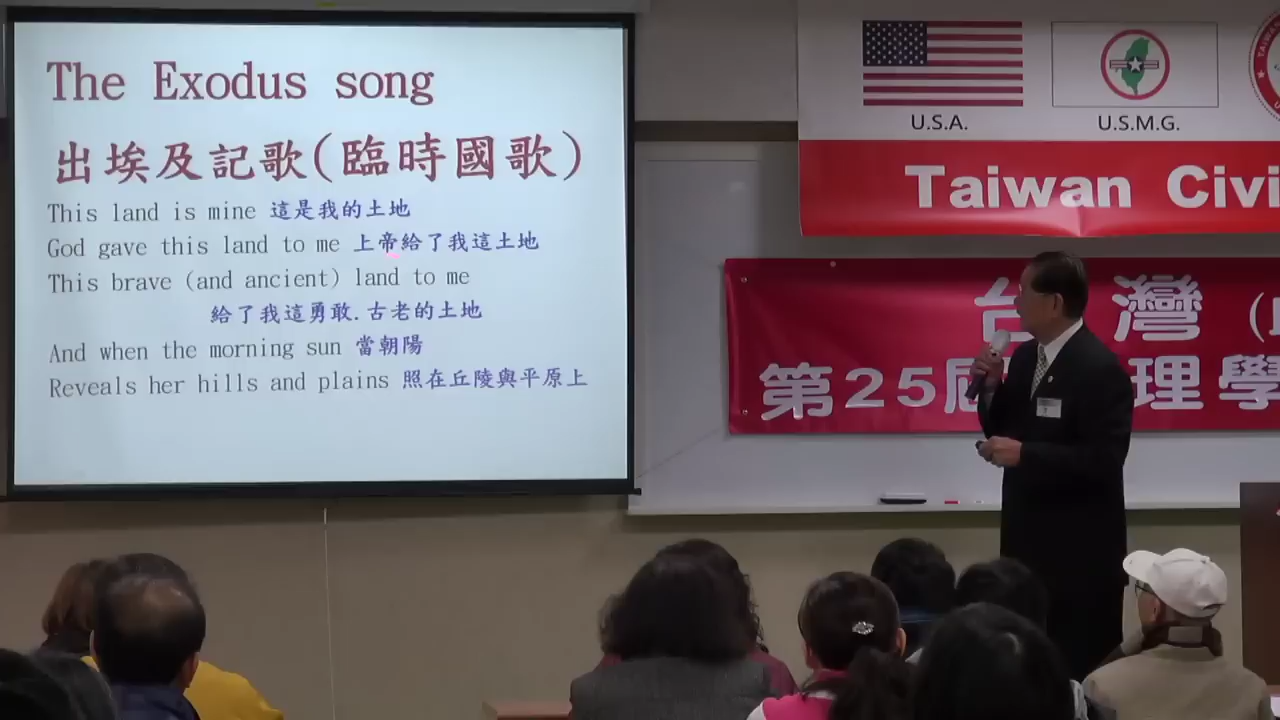 The Exodus song
出埃及記歌(臨時國歌)
This land is mine 這是我的土地
God gave this land to me 上帝給了我這土地
This brave (and ancient) land to me
給了我這勇敢.古老的土地
And when the morning sun 當朝陽
Reveals her hills and plains 照在丘陵與平原上
U.S.A.
U.S.M.G.
Taiwan Civi
台灣
第25屆 理學